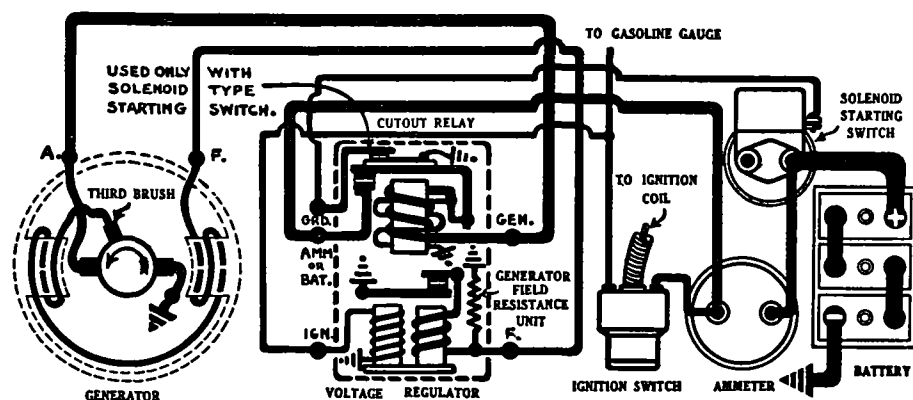 TO GASOLINE GAUGE
USED ONLY WITH
SOLENOID TYPE
STARTING SWITCH.
SOLENOID
STARTING
SWITCH
CUTOUT RELAY
A.
F.
TO IGNITION
COIL
THIRD BRUSH
GRD.
GEN.
AMM.
OR
BAT.
GENERATOR
FIELD
RESISTANCE
UNIT
IGN.
F.
GENERATOR
VOLTAGE REGULATOR
IGNITION SWITCH
AMMETER
BATTERY